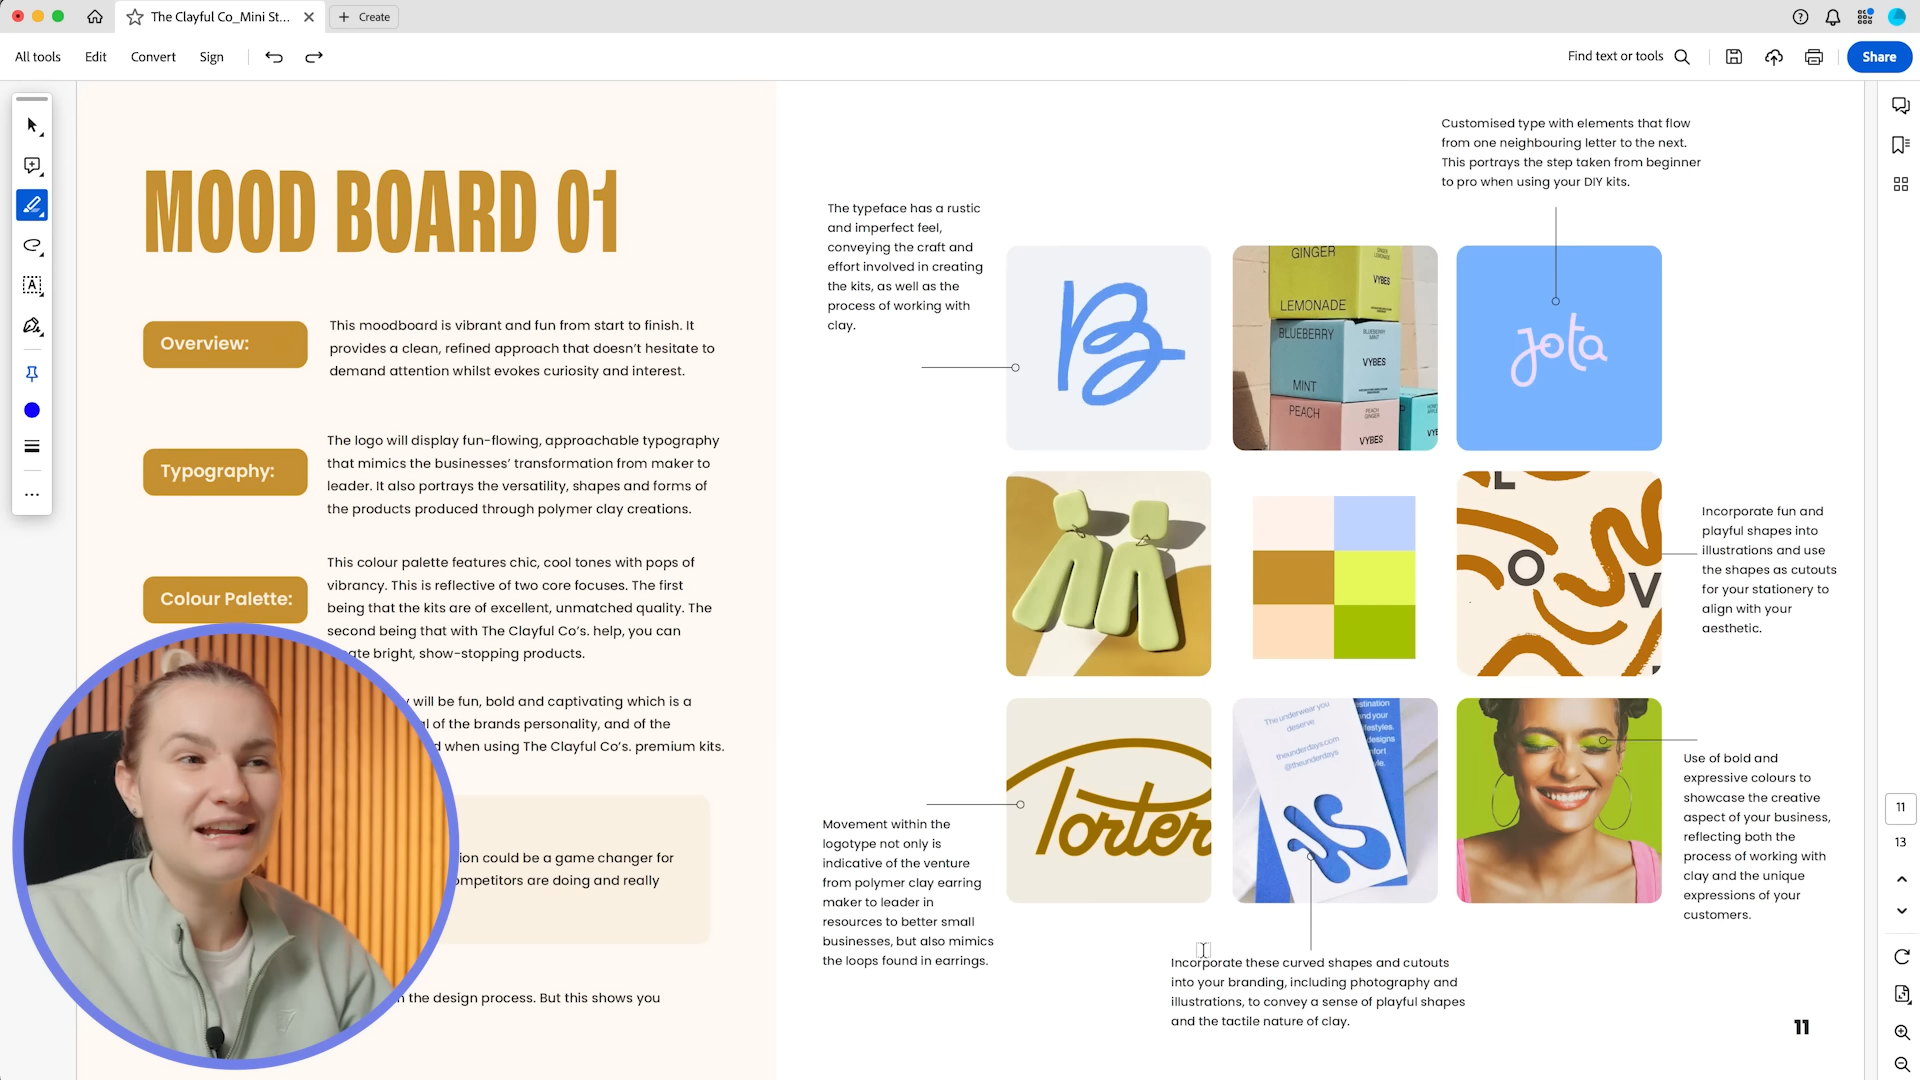 The Clayful Co_Mini St...
Create
All tools
Edit
Convert
Sign
Find text or tools
Share
MOOD BOARD 01
Overview:
This moodboard is vibrant and fun from start to finish. It
provides a clean, refined approach that doesn't hesitate to
demand attention whilst evokes curiosity and interest.
Typography:
The logo will display fun-flowing, approachable typography
that mimics the businesses' transformation from maker to
leader. It also portrays the versatility, shapes and forms of
the products produced through polymer clay creations.
Colour Palette:
This colour palette features chic, cool tones with pops of
vibrancy. This is reflective of two core focuses. The first
being that the kits are of excellent, unmatched quality. The
second being that with The Clayful Co's. help, you can
bright, show-stopping products.
will be fun, bold and captivating which is a
of the brands personality, and of the
when using The Clayful Co's. premium kits.
could be a game changer for
competitors are doing and really
the design process. But this shows you
The typeface has a rustic
and imperfect feel,
conveying the craft and
effort involved in creating
the kits, as well as the
process of working with
clay.
Customised type with elements that flow
from one neighbouring letter to the next.
This portrays the step taken from beginner
to pro when using your DIY kits.
B
GINGER
LEMONADE
GINGER
LEMONADE
VYBES
BLUEBERRY
MINT
BLUEBERRY
MINT
VYBES
PEACH
PEACH
GINGER
VYBES
Jota
L
O
V
Incorporate fun and
playful shapes into
illustrations and use
the shapes as cutouts
for your stationery to
align with your
aesthetic.
Porter
The underwear you
deserve
theunderdays.com
@theunderdays
Movement within the
logotype not only is
indicative of the venture
from polymer clay earring
maker to leader in
resources to better small
businesses, but also mimics
the loops found in earrings.
Incorporate these curved shapes and cutouts
into your branding, including photography and
illustrations, to convey a sense of playful shapes
and the tactile nature of clay.
Use of bold and
expressive colours to
showcase the creative
aspect of your business,
reflecting both the
process of working with
clay and the unique
expressions of your
customers.
11
11
13